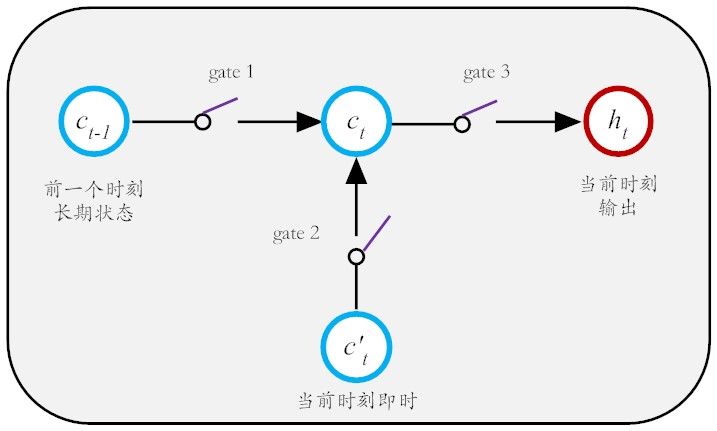 gate 1
gate 3
c_{t-1}
c_t
h_t
前一个时刻
长期状态
当前时刻
输出
gate 2
c'_t
当前时刻即时